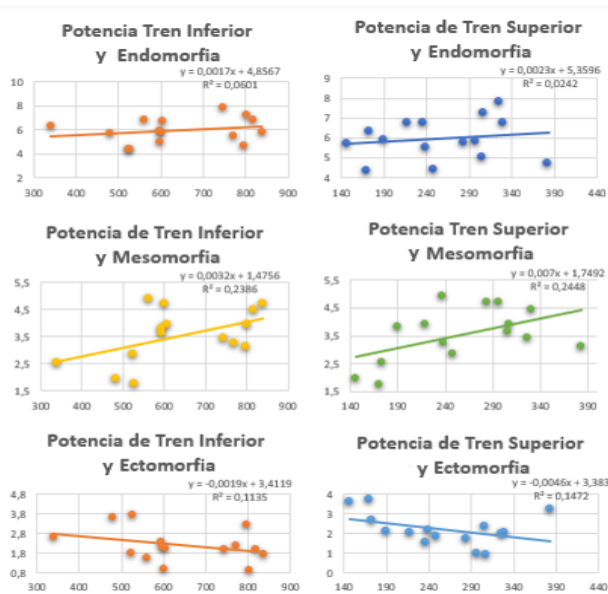 Potencia Tren Inferior
y Endomorfia
y = 0,0017x + 4,8567
R² = 0,0601
10
8
6
4
2
300 400 500 600 700 800 900
Potencia de Tren Superior
y Endomorfia
y = 0,0023x + 5,3596
R² = 0,0242
9
8
7
6
5
4
140 190 240 290 340 390 440
Potencia de Tren Inferior
y Mesomorfia
y = 0,0032x + 1,4756
R² = 0,2386
5,5
4,5
3,5
2,5
1,5
300 400 500 600 700 800 900
Potencia Tren Superior
y Mesomorfia
y = 0,007x + 1,7492
R² = 0,2448
5,5
4,5
3,5
2,5
1,5
140 190 240 290 340 390
Potencia de Tren Inferior
y Ectomorfia
y = -0,0019x + 3,4119
R² = 0,1135
4,8
3,8
2,8
1,8
0,8
300 400 500 600 700 800 900
Potencia de Tren Superior
y Ectomorfia
y = -0,0046x + 3,383
R² = 0,1472
4
3
2
1
0
140 190 240 290 340 390 440